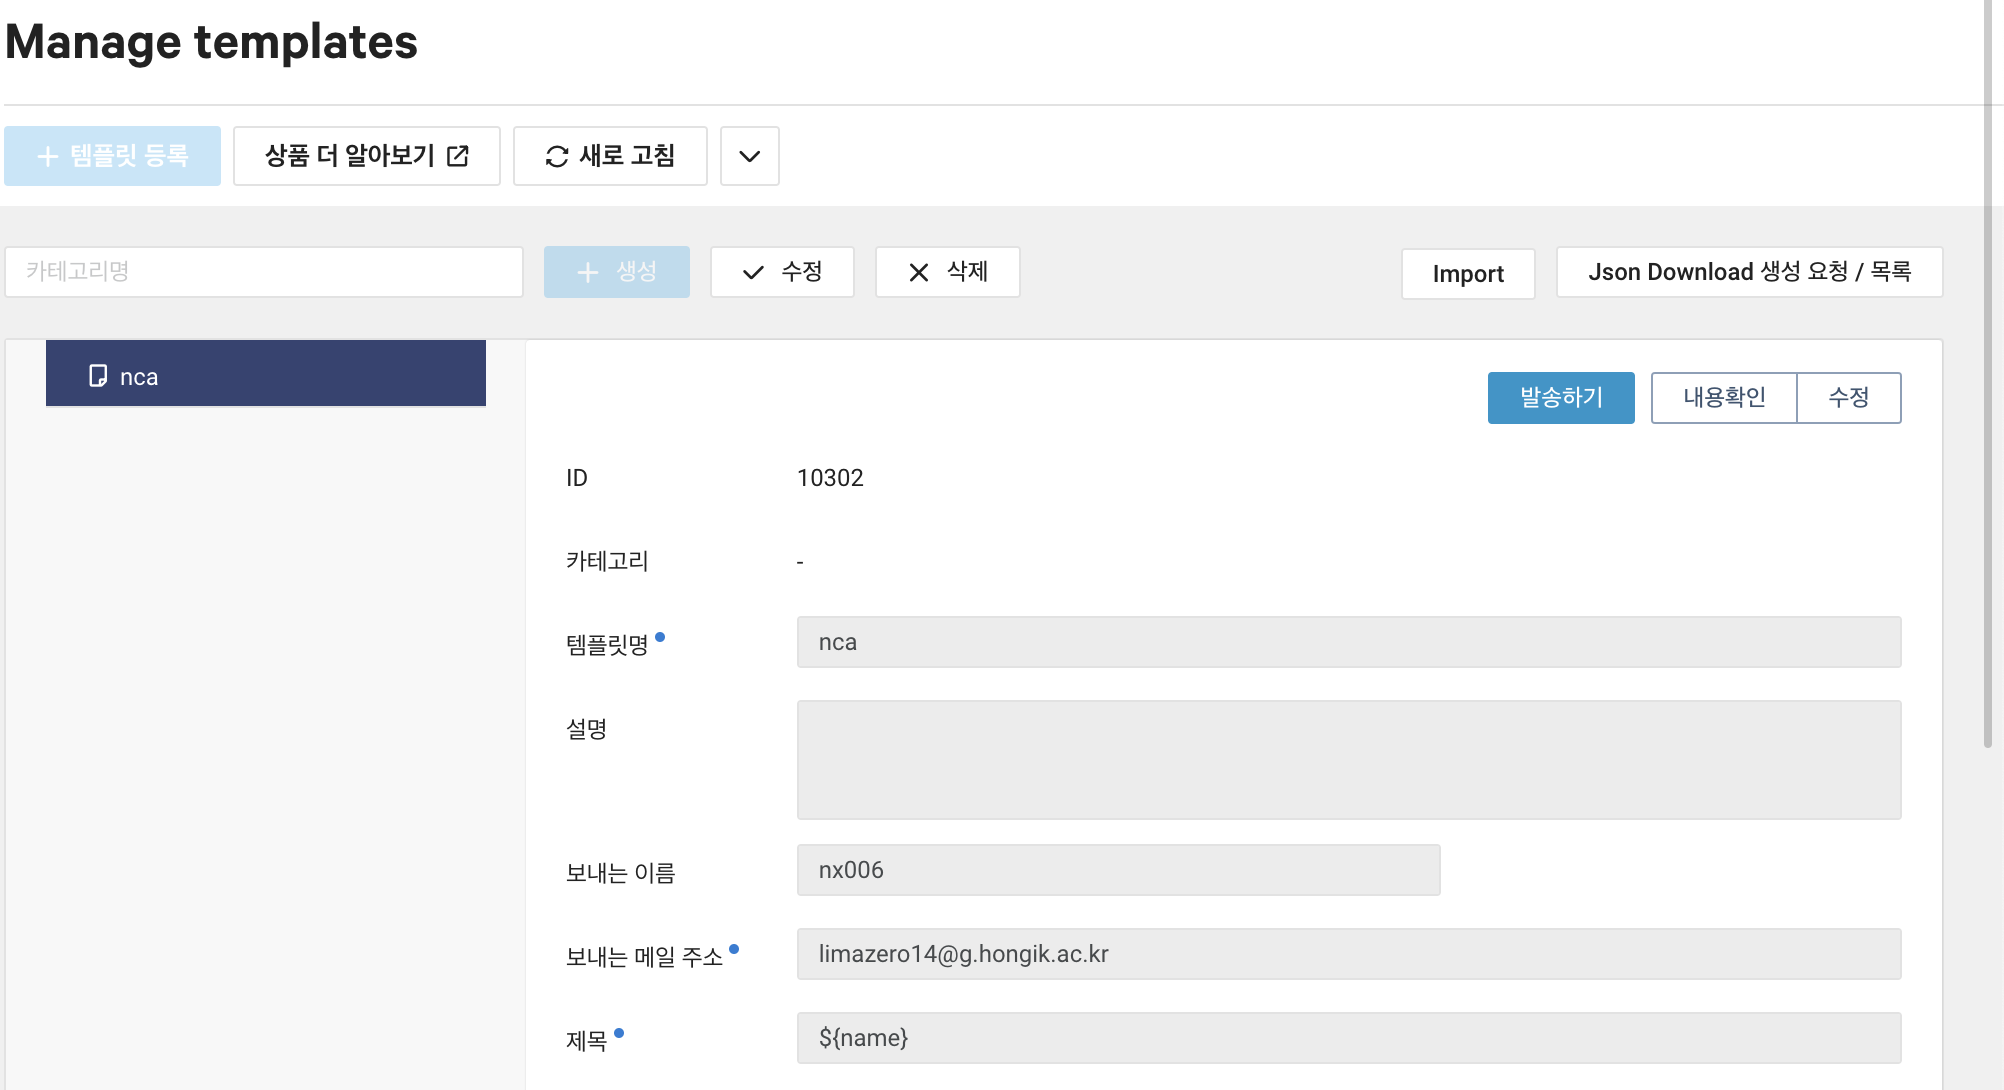 Manage templates
템플릿 등록 상품 더 알아보기 새로 고침
카테고리명 생성 수정 삭제 Import Json Download 생성 요청 / 목록
nca
발송하기 내용확인 수정
ID 10302
카테고리 -
템플릿명 nca
설명
보내는 이름 nx006
보내는 메일 주소 limazero14@g.hongik.ac.kr
제목 ${name}